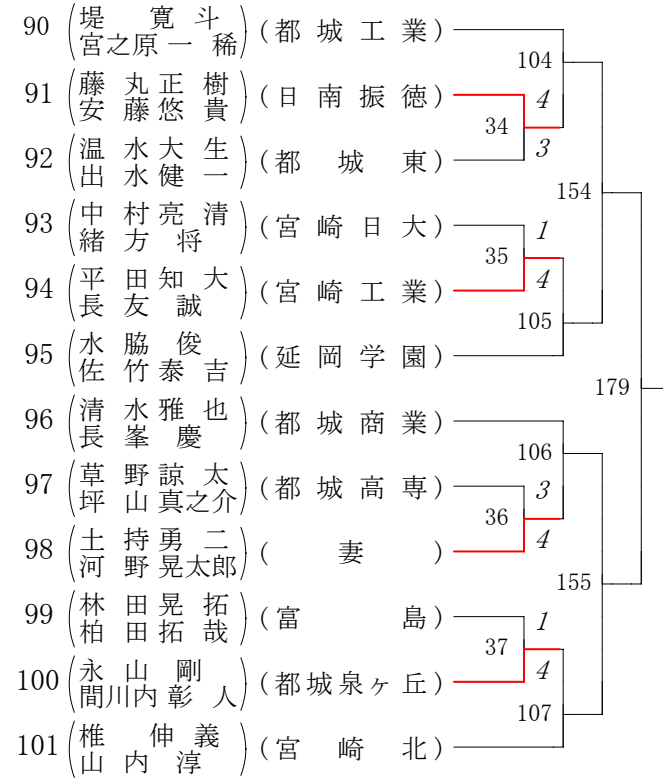 90 (堤 寛斗 宮之原一稀) (都城工業)
104
91 (藤丸正樹 安藤悠貴) (日南振徳) 4
34 3
92 (温水大生 出水健一) (都城東)
154
93 (中村亮清 緒方将) (宮崎日大) 1
35 4
94 (平田知大 長友誠) (宮崎工業)
105
95 (水脇俊 佐竹泰吉) (延岡学園)
179
96 (清水雅也 長峯慶) (都城商業)
106
97 (草野諒太 坪山真之介) (都城高専) 3
36 4
98 (土持勇二 河野晃太郎) (妻)
155
99 (林田晃拓 柏田拓哉) (富島) 1
37 4
100 (永山剛 間川内彰人) (都城泉ヶ丘)
107
101 (椎伸義 山内淳) (宮崎北)